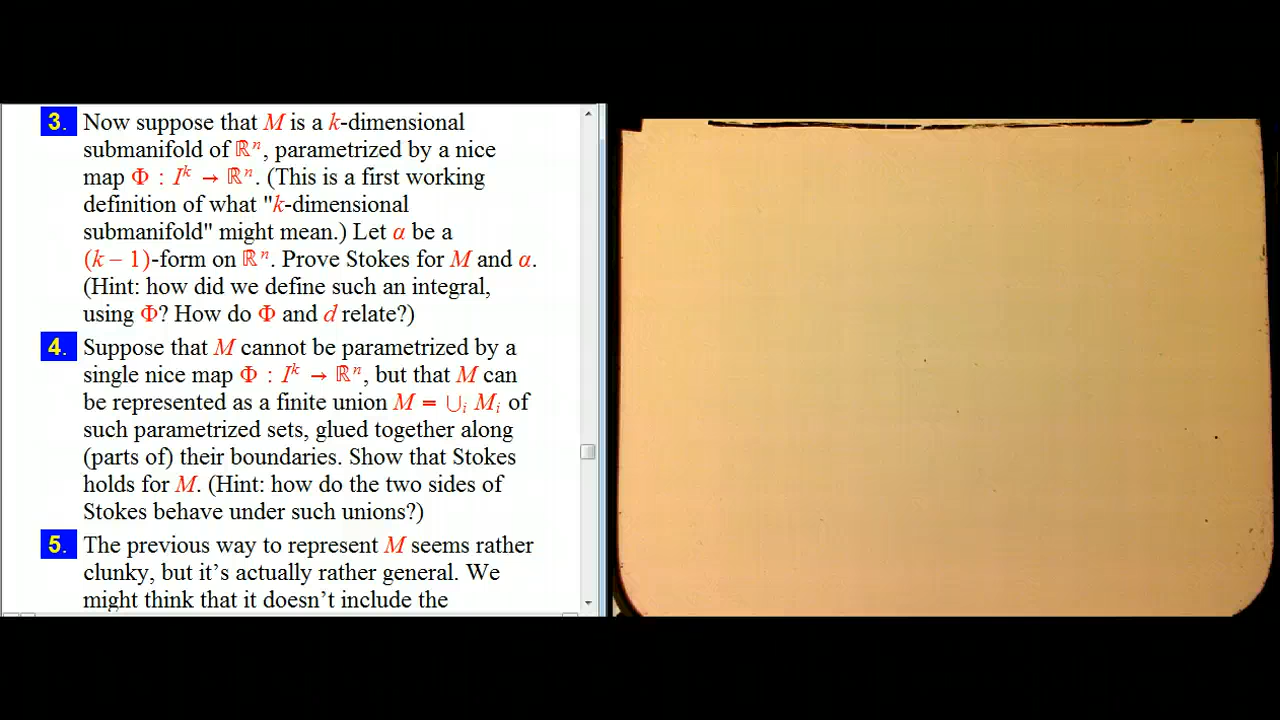 3. Now suppose that M is a k-dimensional
submanifold of ℝⁿ, parametrized by a nice
map Φ : Iᵏ → ℝⁿ. (This is a first working
definition of what "k-dimensional
submanifold" might mean.) Let α be a
(k – 1)-form on ℝⁿ. Prove Stokes for M and α.
(Hint: how did we define such an integral,
using Φ? How do Φ and d relate?)
4. Suppose that M cannot be parametrized by a
single nice map Φ : Iᵏ → ℝⁿ, but that M can
be represented as a finite union M = ∪ᵢ Mᵢ of
such parametrized sets, glued together along
(parts of) their boundaries. Show that Stokes
holds for M. (Hint: how do the two sides of
Stokes behave under such unions?)
5. The previous way to represent M seems rather
clunky, but it’s actually rather general. We
might think that it doesn’t include the